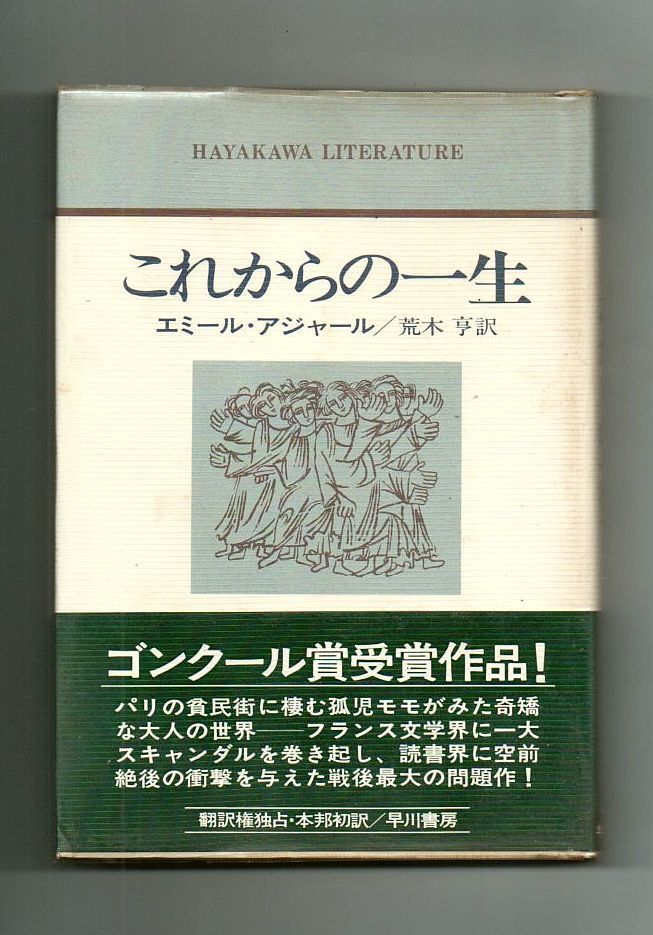 HAYAKAWA LITERATURE
これからの一生
エミール・アジャール／荒木 亨訳
ゴンクール賞受賞作品！
パリの貧民街に棲む孤児モモがみた奇矯
な大人の世界──フランス文学界に一大
スキャンダルを巻き起し、読書界に空前
絶後の衝撃を与えた戦後最大の問題作！
翻訳権独占・本邦初訳／早川書房